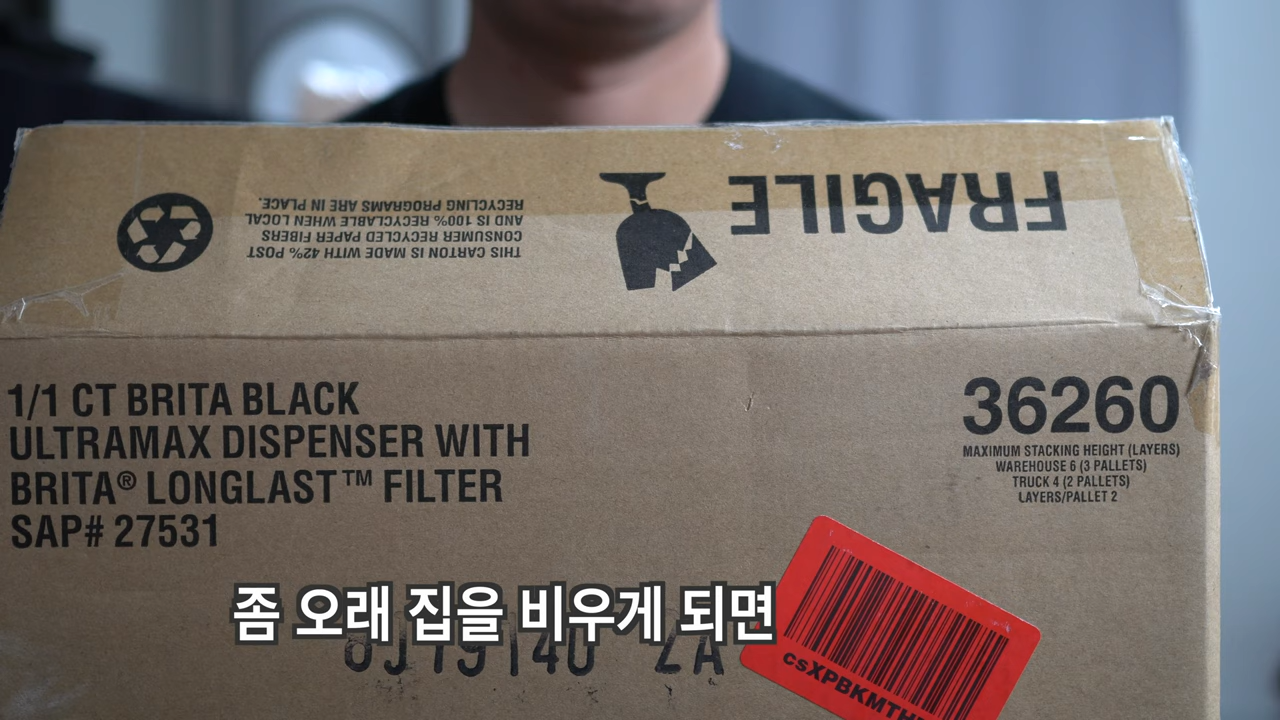 FRAGILE
THIS CARTON IS MADE WITH 42% POST
CONSUMER RECYCLED PAPER FIBERS
AND IS 100% RECYCLABLE WHEN LOCAL
RECYCLING PROGRAMS ARE IN PLACE.
1/1 CT BRITA BLACK
ULTRAMAX DISPENSER WITH
BRITA® LONGLAST™ FILTER
SAP# 27531
36260
MAXIMUM STACKING HEIGHT (LAYERS)
WAREHOUSE 6 (3 PALLETS)
TRUCK 4 (2 PALLETS)
LAYERS/PALLET 2
좀 오래 집을 비우게 되면